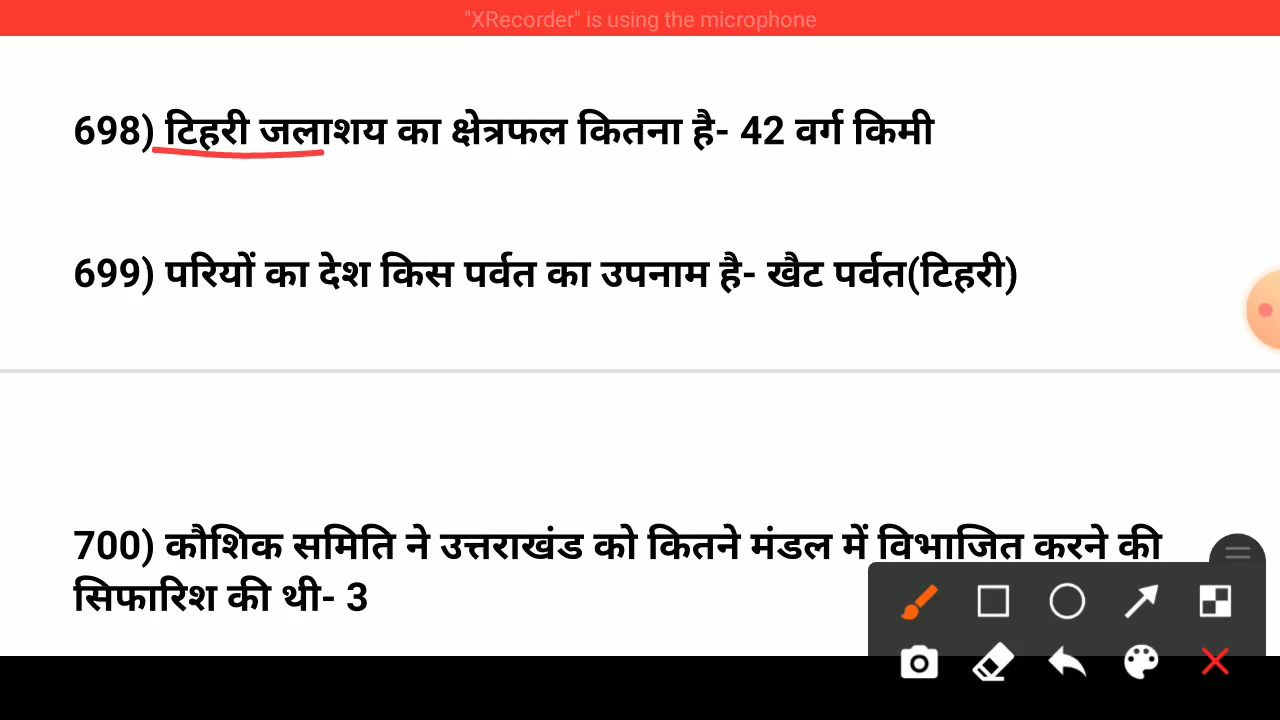 "XRecorder" is using the microphone
698) टिहरी जलाशय का क्षेत्रफल कितना है- 42 वर्ग किमी
699) परियों का देश किस पर्वत का उपनाम है- खैट पर्वत(टिहरी)
700) कौशिक समिति ने उत्तराखंड को कितने मंडल में विभाजित करने की
सिफारिश की थी- 3